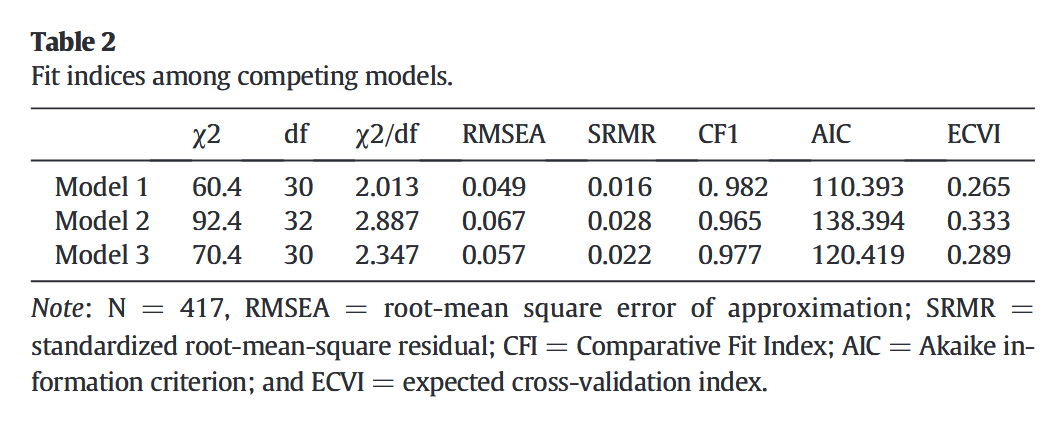 Table 2
Fit indices among competing models.
χ2 df χ2/df RMSEA SRMR CF1 AIC ECVI
Model 1 60.4 30 2.013 0.049 0.016 0. 982 110.393 0.265
Model 2 92.4 32 2.887 0.067 0.028 0.965 138.394 0.333
Model 3 70.4 30 2.347 0.057 0.022 0.977 120.419 0.289
Note: N = 417, RMSEA = root-mean square error of approximation; SRMR =
standardized root-mean-square residual; CFI = Comparative Fit Index; AIC = Akaike in-
formation criterion; and ECVI = expected cross-validation index.